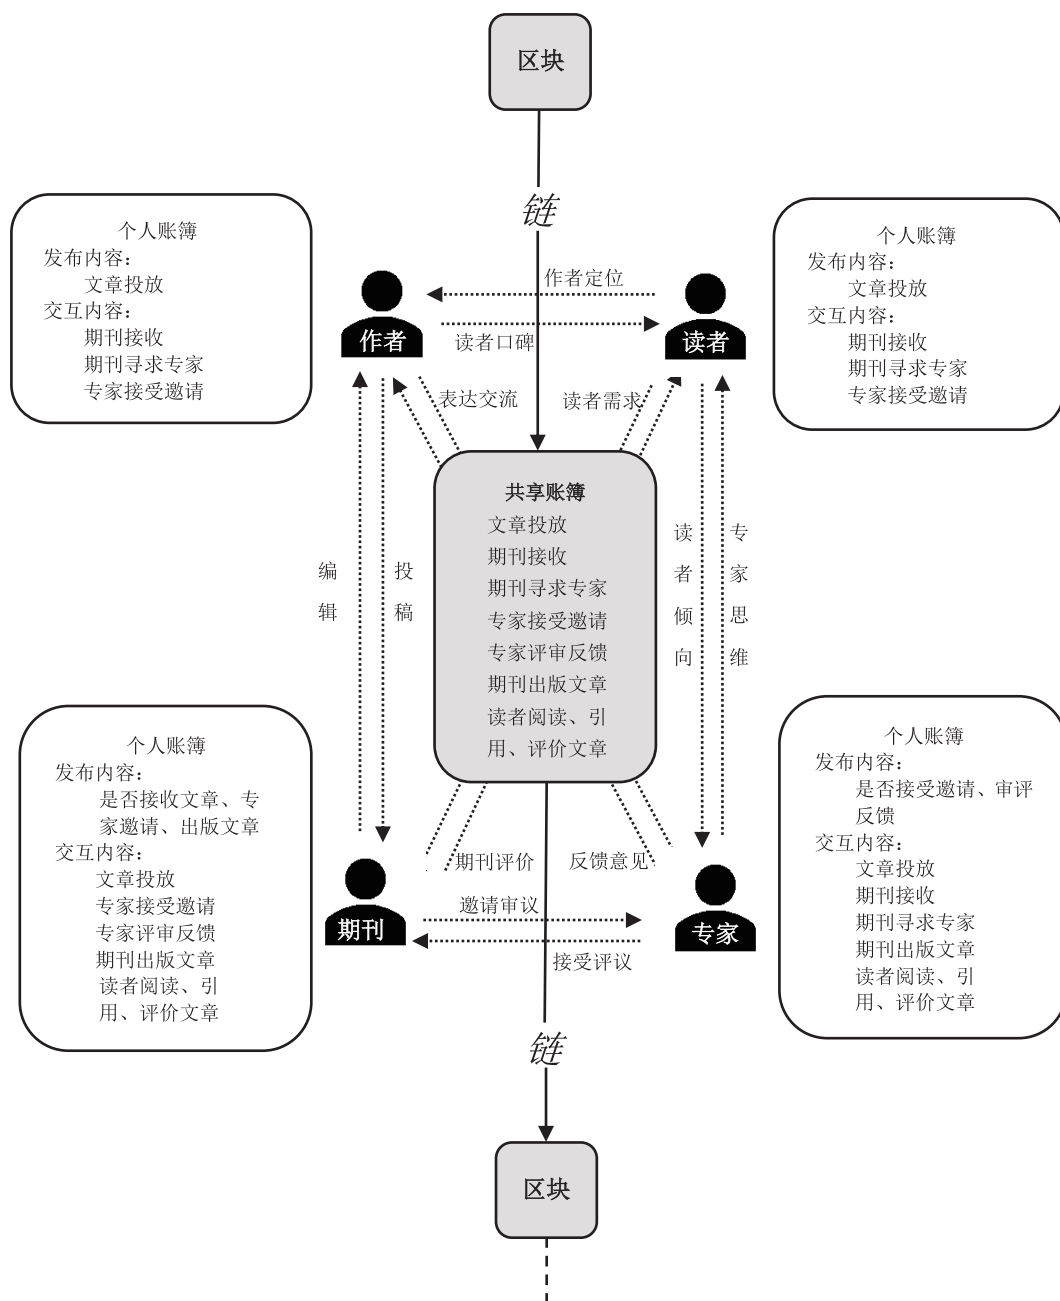 区块
链
个人账簿
发布内容：
文章投放
交互内容：
期刊接收
期刊寻求专家
专家接受邀请
作者
作者定位
读者口碑
读者
个人账簿
发布内容：
文章投放
交互内容：
期刊接收
期刊寻求专家
专家接受邀请
表达交流
读者需求
共享账簿
文章投放
期刊接收
期刊寻求专家
专家接受邀请
专家评审反馈
期刊出版文章
读者阅读、引
用、评价文章
编辑
投稿
读者倾向
专家思维
个人账簿
发布内容：
是否接收文章、专
家邀请、出版文章
交互内容：
文章投放
专家接受邀请
专家评审反馈
期刊出版文章
读者阅读、引
用、评价文章
期刊评价
反馈意见
期刊
邀请审议
接受评议
专家
个人账簿
发布内容：
是否接受邀请、审评
反馈
交互内容：
文章投放
期刊接收
期刊寻求专家
期刊出版文章
读者阅读、引
用、评价文章
链
区块